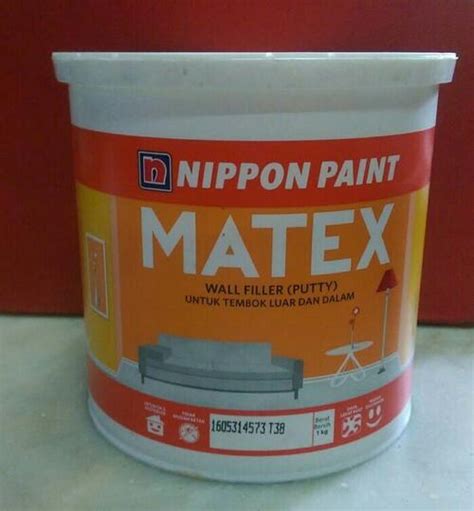 n NIPPON PAINT
MATEX
WALL FILLER (PUTTY)
UNTUK TEMBOK LUAR DAN DALAM
1605314573 T38
Berat
Bersih
1 kg